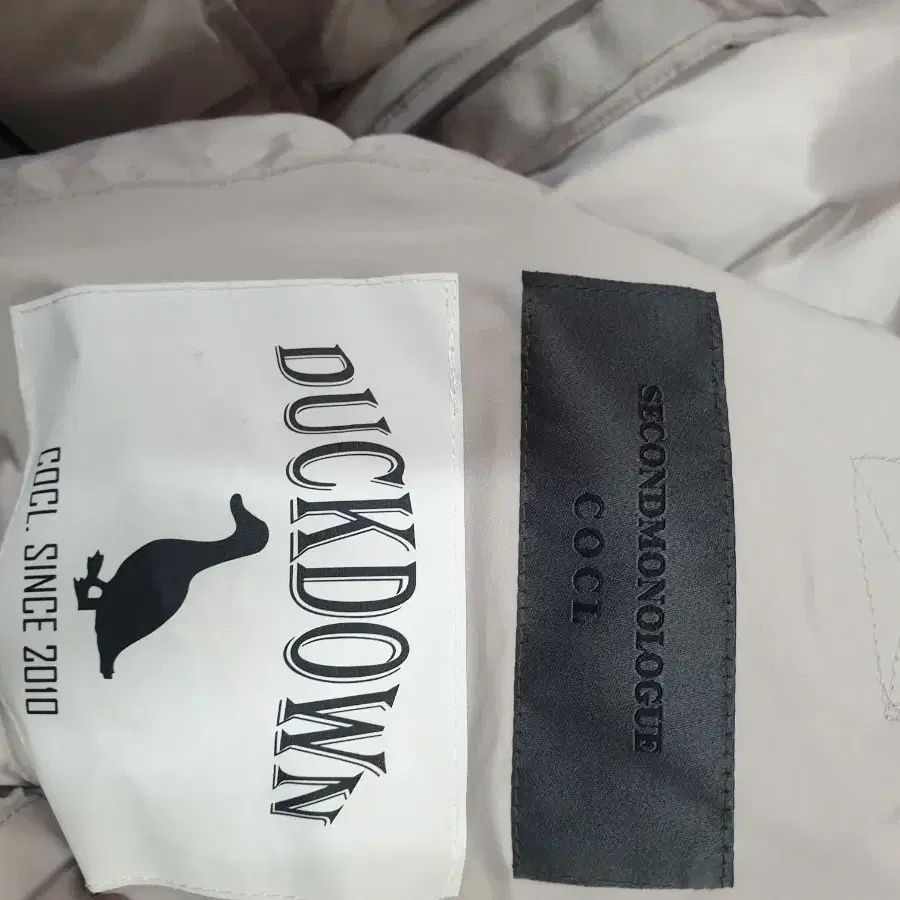 SECONDMONOLOGUE
COCL
DUCKDOWN
COCL. SINCE 2010